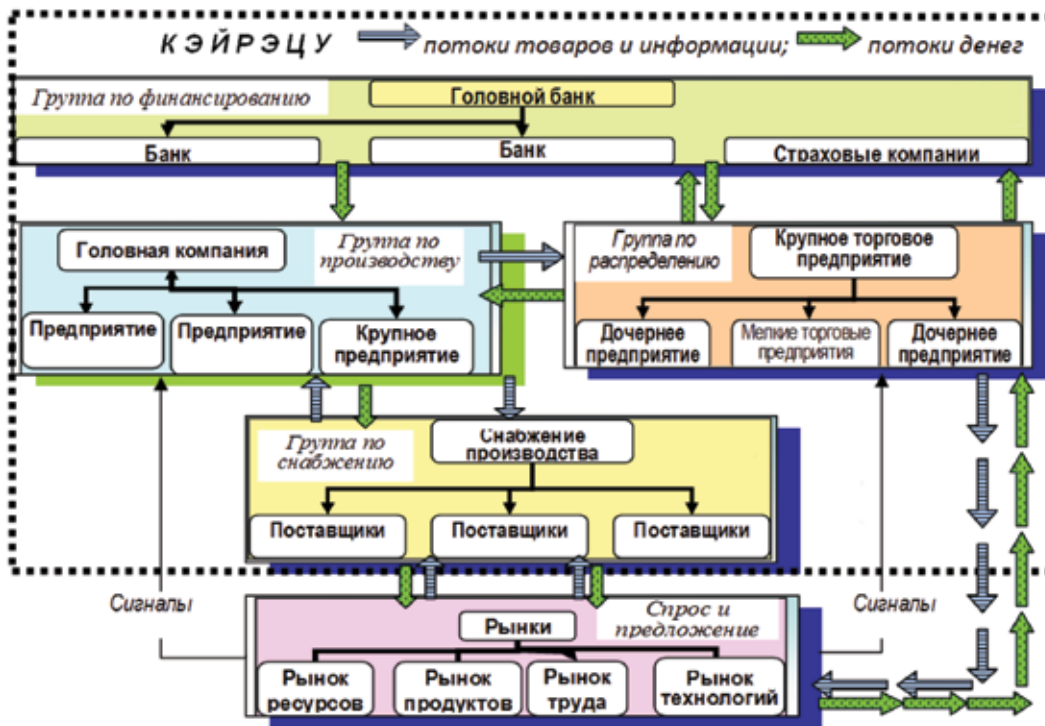 КЭЙРЭЦУ потоки товаров и информации; потоки денег
Группа по финансированию
Головной банк
Банк
Банк
Страховые компании
Головная компания
Группа по
производству
Предприятие
Предприятие
Крупное
предприятие
Группа по
распределению
Крупное торговое
предприятие
Дочернее
предприятие
Мелкие торговые
предприятия
Дочернее
предприятие
Группа по
снабжению
Снабжение
производства
Поставщики
Поставщики
Поставщики
Сигналы
Сигналы
Спрос и
предложение
Рынки
Рынок
ресурсов
Рынок
продуктов
Рынок
труда
Рынок
технологий